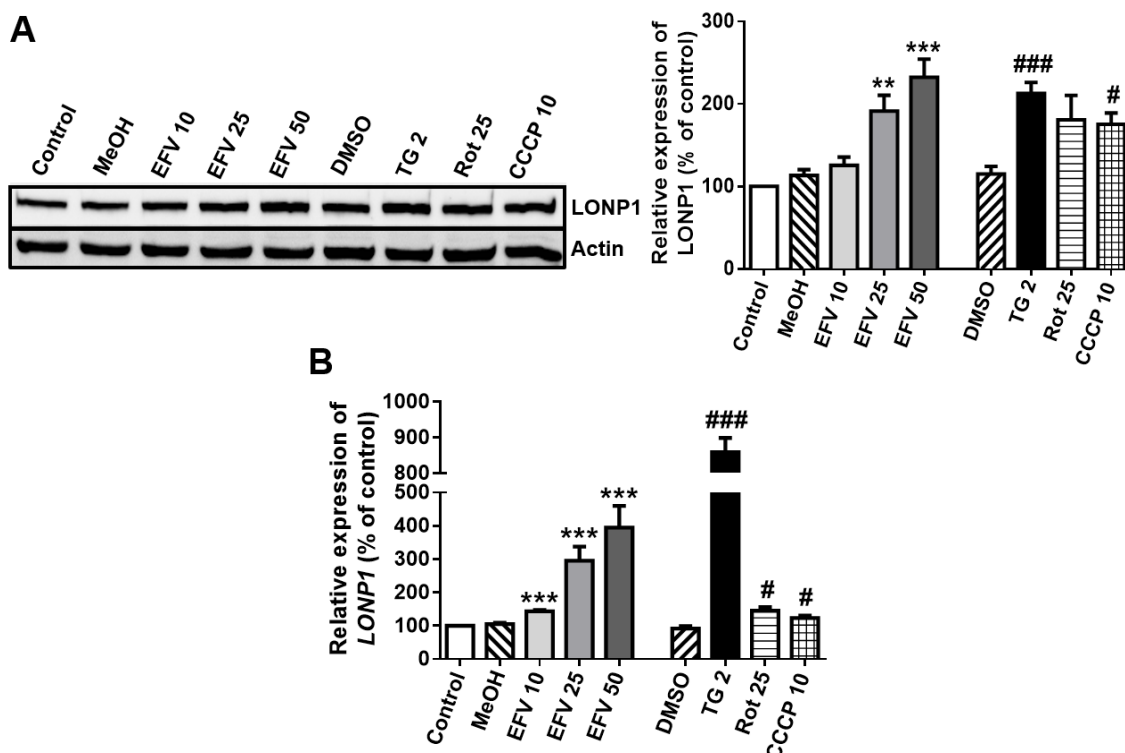 A
Control
MeOH
EFV 10
EFV 25
EFV 50
DMSO
TG 2
Rot 25
CCCP 10
LONP1
Actin
Relative expression of
LONP1 (% of control)
300
200
100
0
**
***
###
#
Control
MeOH
EFV 10
EFV 25
EFV 50
DMSO
TG 2
Rot 25
CCCP 10
B
Relative expression of
LONP1 (% of control)
1000
900
800
500
400
300
200
100
0
***
***
***
###
#
#
Control
MeOH
EFV 10
EFV 25
EFV 50
DMSO
TG 2
Rot 25
CCCP 10